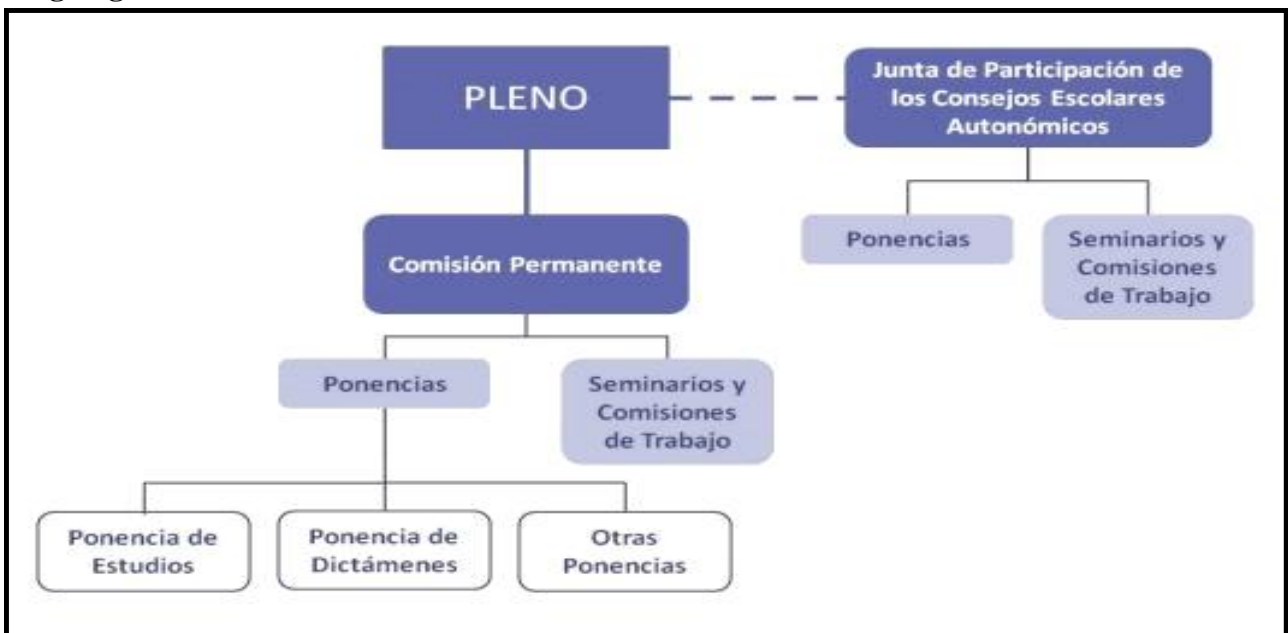 PLENO
Junta de Participación de
los Consejos Escolares
Autonómicos
Comisión Permanente
Ponencias
Seminarios y
Comisiones
de Trabajo
Ponencias
Seminarios y
Comisiones
de Trabajo
Ponencia de
Estudios
Ponencia de
Dictámenes
Otras
Ponencias